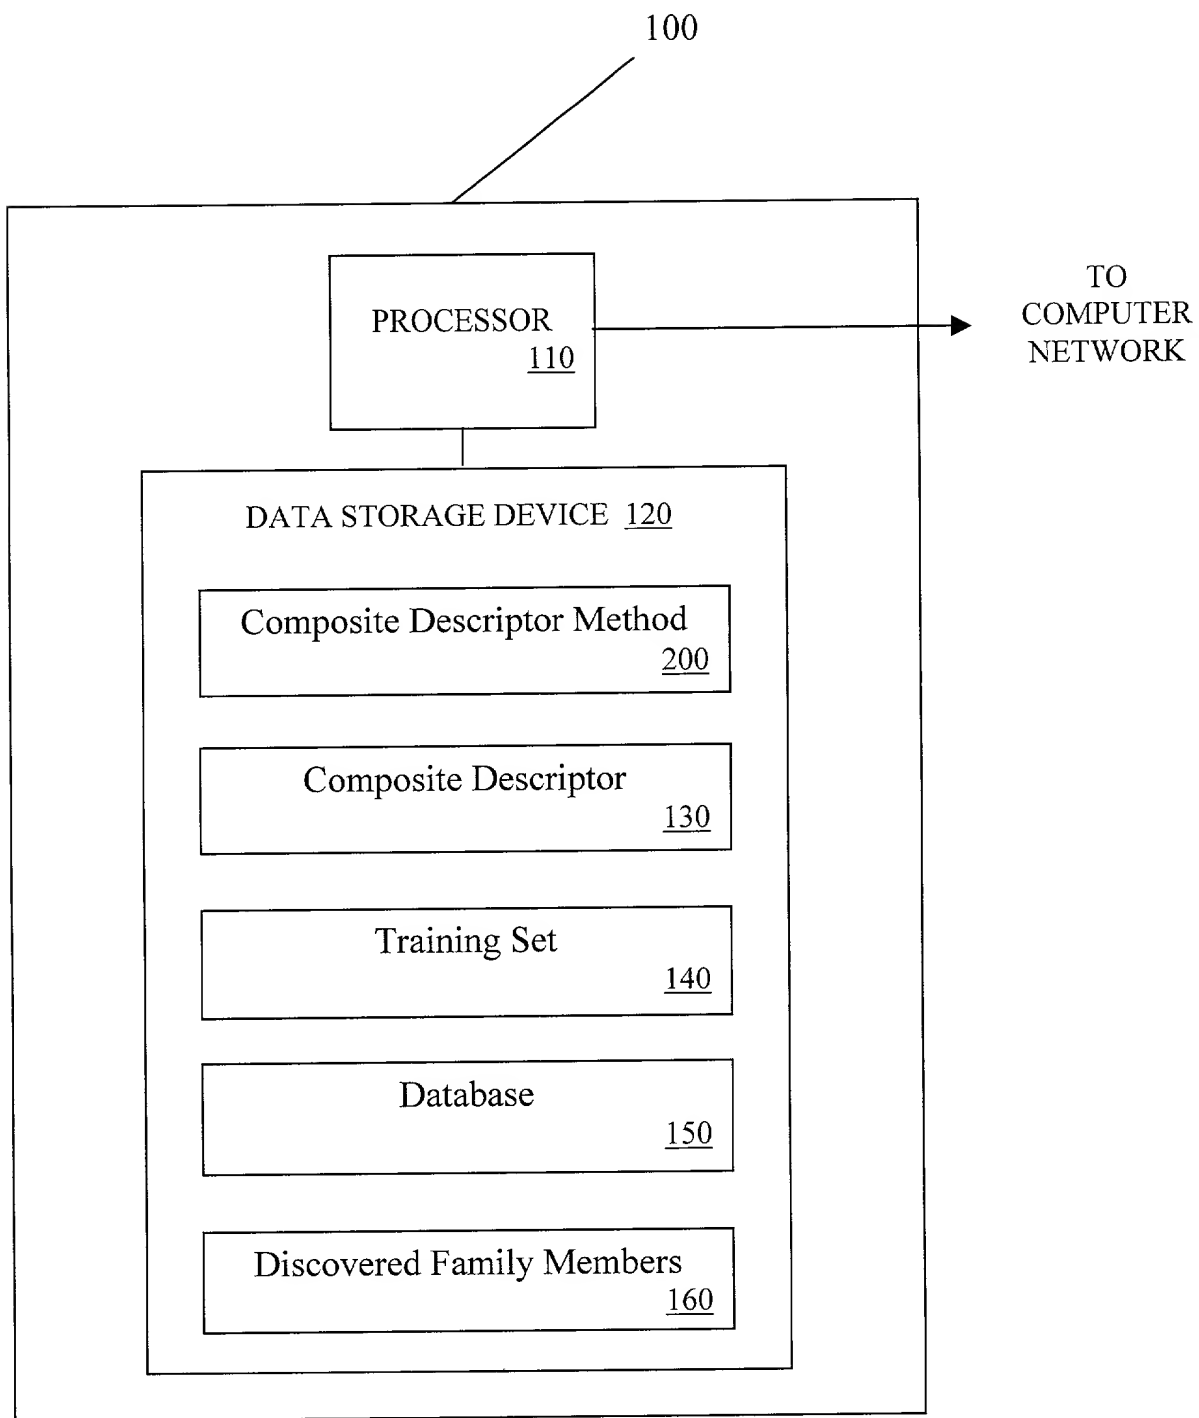 100
PROCESSOR
110
TO
COMPUTER
NETWORK
DATA STORAGE DEVICE 120
Composite Descriptor Method
200
Composite Descriptor
130
Training Set
140
Database
150
Discovered Family Members
160